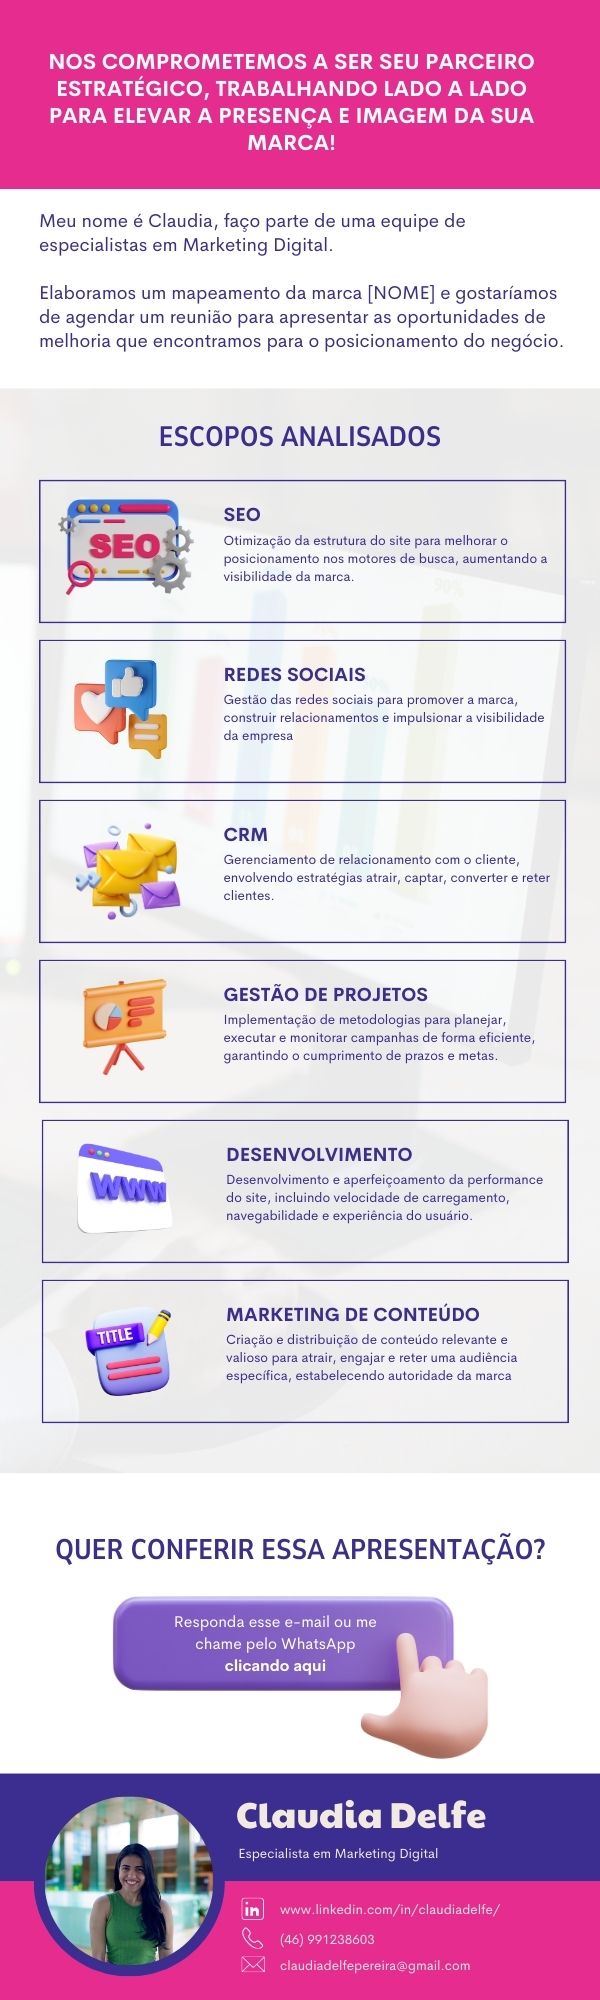 NOS COMPROMETEMOS A SER SEU PARCEIRO
ESTRATÉGICO, TRABALHANDO LADO A LADO
PARA ELEVAR A PRESENÇA E IMAGEM DA SUA
MARCA!
Meu nome é Claudia, faço parte de uma equipe de
especialistas em Marketing Digital.
Elaboramos um mapeamento da marca [NOME] e gostaríamos
de agendar um reunião para apresentar as oportunidades de
melhoria que encontramos para o posicionamento do negócio.
ESCOPOS ANALISADOS
SEO
SEO
Otimização da estrutura do site para melhorar o
posicionamento nos motores de busca, aumentando a
visibilidade da marca.
90%
REDES SOCIAIS
Gestão das redes sociais para promover a marca,
construir relacionamentos e impulsionar a visibilidade
da empresa
CRM
Gerenciamento de relacionamento com o cliente,
envolvendo estratégias atrair, captar, converter e reter
clientes.
GESTÃO DE PROJETOS
Implementação de metodologias para planejar,
executar e monitorar campanhas de forma eficiente,
garantindo o cumprimento de prazos e metas.
WWW
DESENVOLVIMENTO
Desenvolvimento e aperfeiçoamento da performance
do site, incluindo velocidade de carregamento,
navegabilidade e experiência do usuário.
TITLE
MARKETING DE CONTEÚDO
Criação e distribuição de conteúdo relevante e
valioso para atrair, engajar e reter uma audiência
específica, estabelecendo autoridade da marca
QUER CONFERIR ESSA APRESENTAÇÃO?
Responda esse e-mail ou me
chame pelo WhatsApp
clicando aqui
Claudia Delfe
Especialista em Marketing Digital
in
www.linkedin.com/in/claudiadelfe/
(46) 991238603
claudiadelfepereira@gmail.com